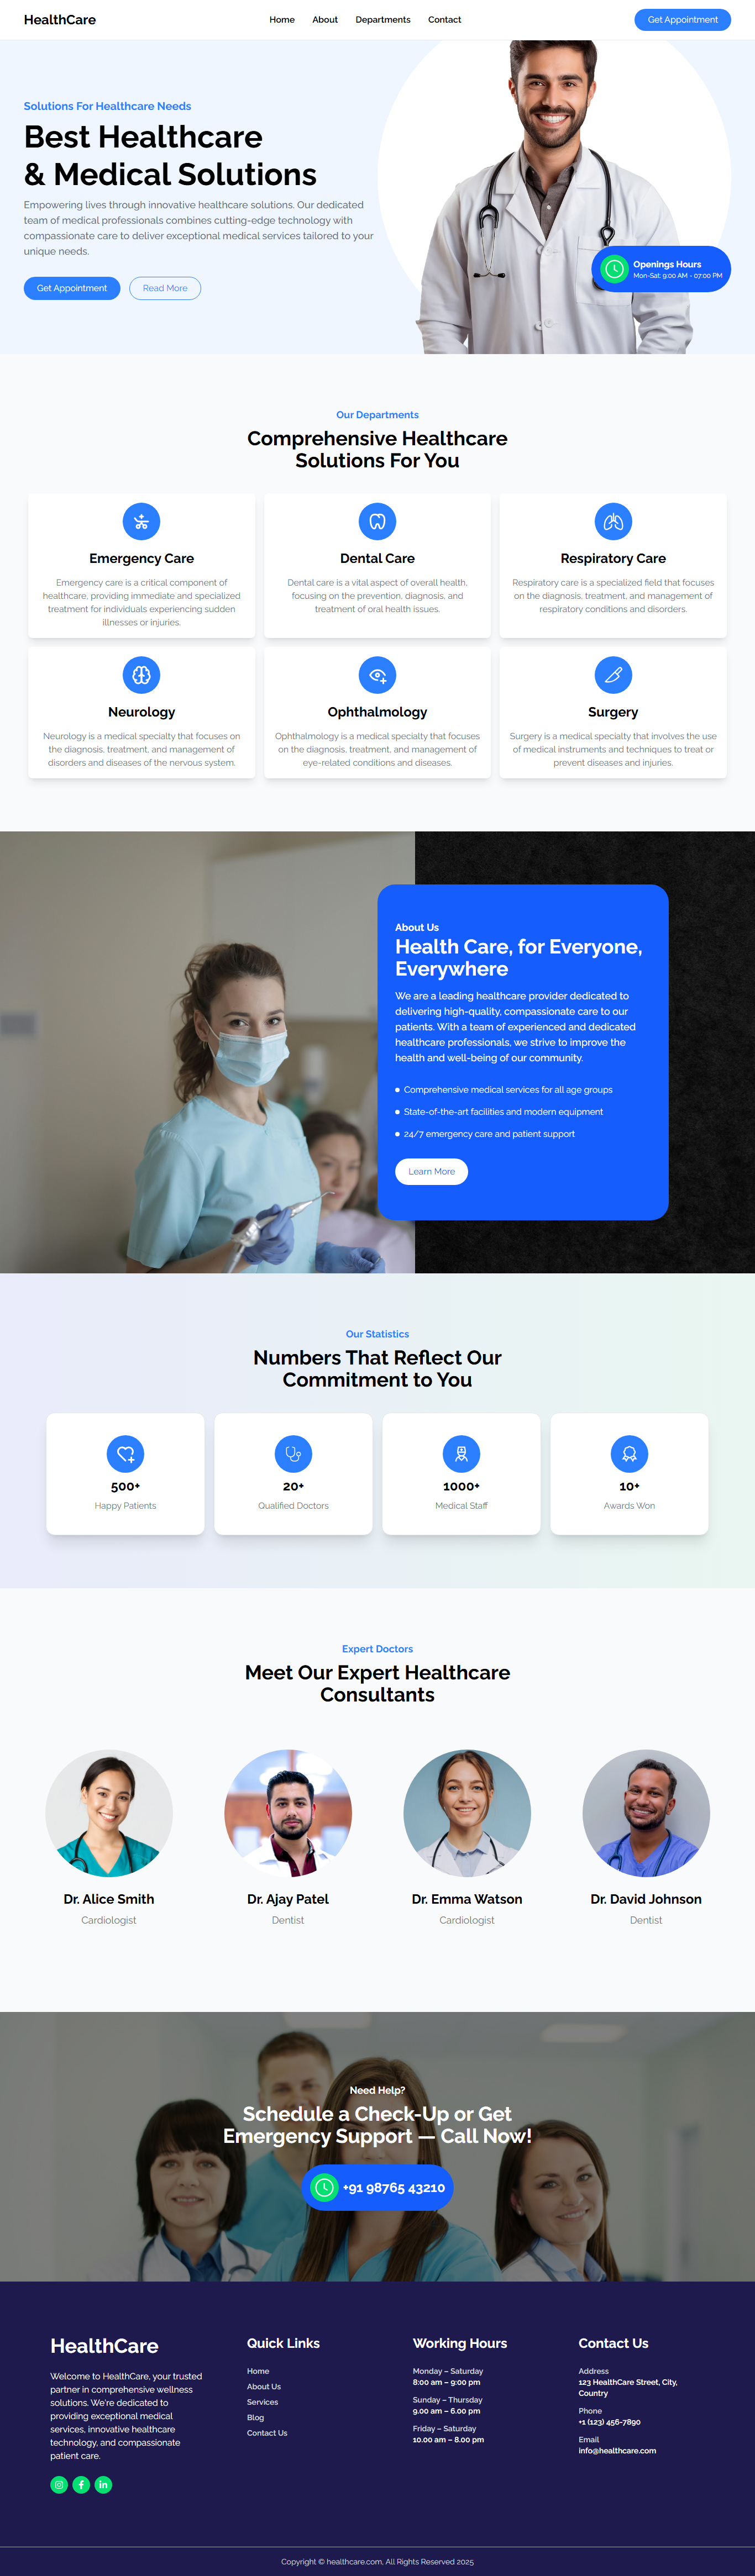 HealthCare
Home
About
Departments
Contact
Get Appointment
Solutions For Healthcare Needs
Best Healthcare
& Medical Solutions
Empowering lives through innovative healthcare solutions. Our dedicated
team of medical professionals combines cutting-edge technology with
compassionate care to deliver exceptional medical services tailored to your
unique needs.
Get Appointment
Read More
Openings Hours
Mon-Sat: 9:00 AM - 07:00 PM
Our Departments
Comprehensive Healthcare
Solutions For You
Emergency Care
Emergency care is a critical component of
healthcare, providing immediate and specialized
treatment for individuals experiencing sudden
illnesses or injuries.
Dental Care
Dental care is a vital aspect of overall health,
focusing on the prevention, diagnosis, and
treatment of oral health issues.
Respiratory Care
Respiratory care is a specialized field that focuses
on the diagnosis, treatment, and management of
respiratory conditions and disorders.
Neurology
Neurology is a medical specialty that focuses on
the diagnosis, treatment, and management of
disorders and diseases of the nervous system.
Ophthalmology
Ophthalmology is a medical specialty that focuses
on the diagnosis, treatment, and management of
eye-related conditions and diseases.
Surgery
Surgery is a medical specialty that involves the use
of medical instruments and techniques to treat or
prevent diseases and injuries.
About Us
Health Care, for Everyone,
Everywhere
We are a leading healthcare provider dedicated to
delivering high-quality, compassionate care to our
patients. With a team of experienced and dedicated
healthcare professionals, we strive to improve the
health and well-being of our community.
Comprehensive medical services for all age groups
State-of-the-art facilities and modern equipment
24/7 emergency care and patient support
Learn More
Our Statistics
Numbers That Reflect Our
Commitment to You
500+
Happy Patients
20+
Qualified Doctors
1000+
Medical Staff
10+
Awards Won
Expert Doctors
Meet Our Expert Healthcare
Consultants
Dr. Alice Smith
Cardiologist
Dr. Ajay Patel
Dentist
Dr. Emma Watson
Cardiologist
Dr. David Johnson
Dentist
Need Help?
Schedule a Check-Up or Get
Emergency Support — Call Now!
+91 98765 43210
HealthCare
Welcome to HealthCare, your trusted
partner in comprehensive wellness
solutions. We're dedicated to
providing exceptional medical
services, innovative healthcare
technology, and compassionate
patient care.
Quick Links
Home
About Us
Services
Blog
Contact Us
Working Hours
Monday – Saturday
8:00 am – 9:00 pm
Sunday – Thursday
9.00 am – 6.00 pm
Friday – Saturday
10.00 am – 8.00 pm
Contact Us
Address
123 HealthCare Street, City,
Country
Phone
+1 (123) 456-7890
Email
info@healthcare.com
Copyright © healthcare.com, All Rights Reserved 2025